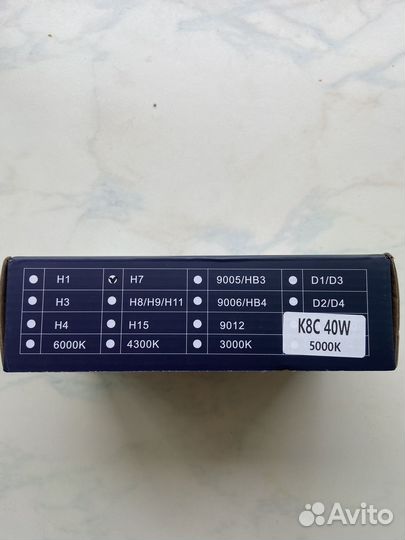 H1 H7 9005/HB3 D1/D3
H3 H8/H9/H11 9006/HB4 D2/D4
H4 H15 9012 K8C 40W
6000K 4300K 3000K 5000K
Avito